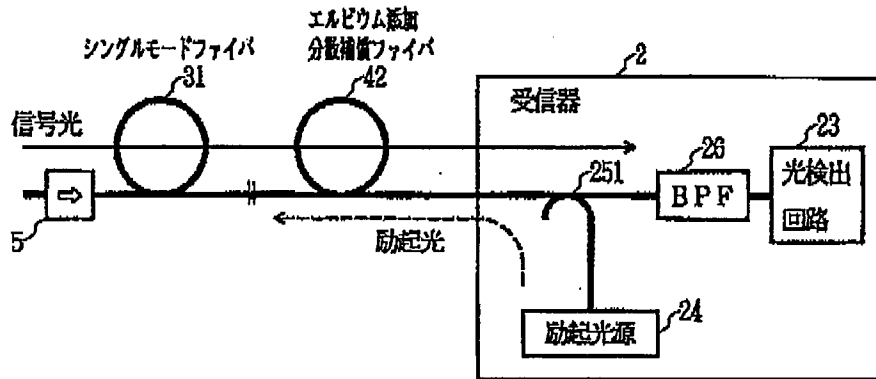 エルビウム添加
シングルモードファイバ
分散補償ファイバ
31
42
2
信号光
受信器
23
26
251
光検出
BPF
回路
5
励起光
24
励起光源